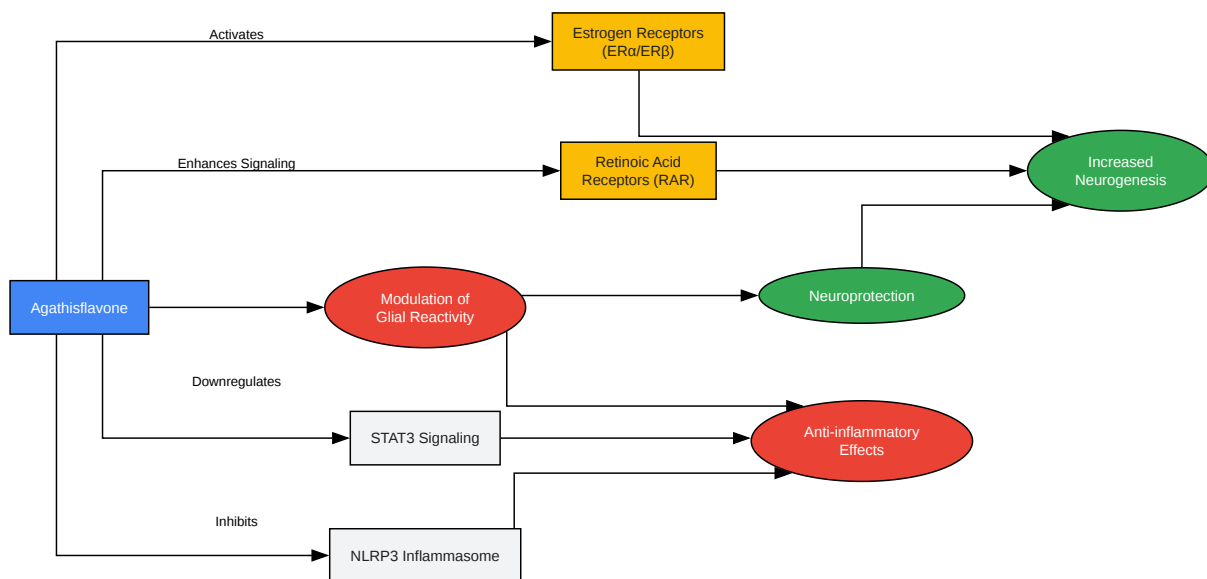 Activates
Estrogen Receptors
(ERα/ERβ)
Enhances Signaling
Retinoic Acid
Receptors (RAR)
Increased
Neurogenesis
Agathisflavone
Modulation of
Glial Reactivity
Neuroprotection
Downregulates
STAT3 Signaling
Anti-inflammatory
Effects
Inhibits
NLRP3 Inflammasome